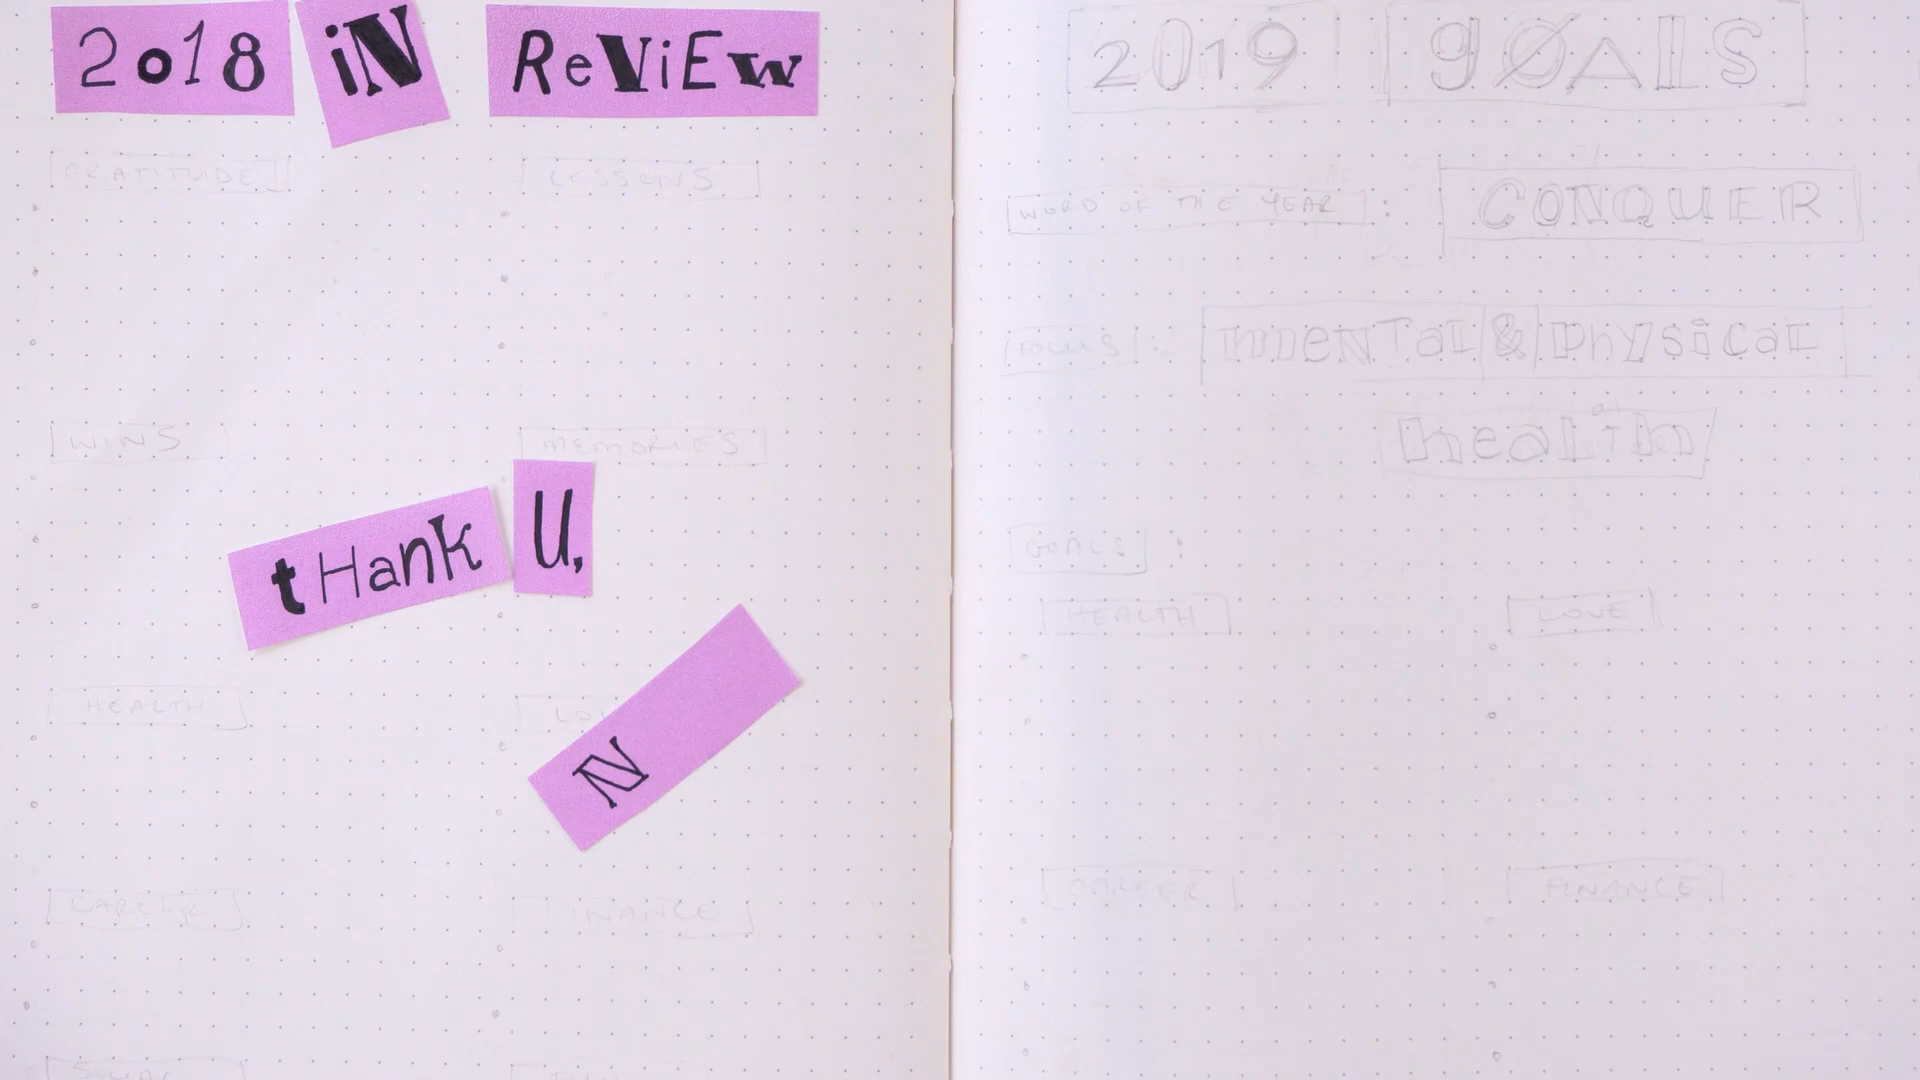 2018 iN ReViEw
GRATITUDE
LESSONS
WINS
MEMORIES
tHank U,
N
HEALTH
CAREER
FINANCE
2019 gØALS
WORD OF THE YEAR : CONQUER
FOCUS : mENTaL & PhysicaL
healTh
GOALS :
HEALTH
LOVE
CAREER
FINANCE